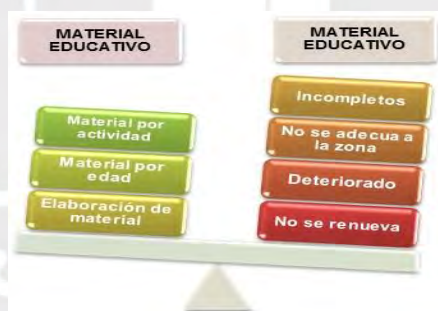 MATERIAL
EDUCATIVO
Material por
actividad
Material por
edad
Elaboración de
material
MATERIAL
EDUCATIVO
Incompletos
No se adecua a
la zona
Deteriorado
No se renueva